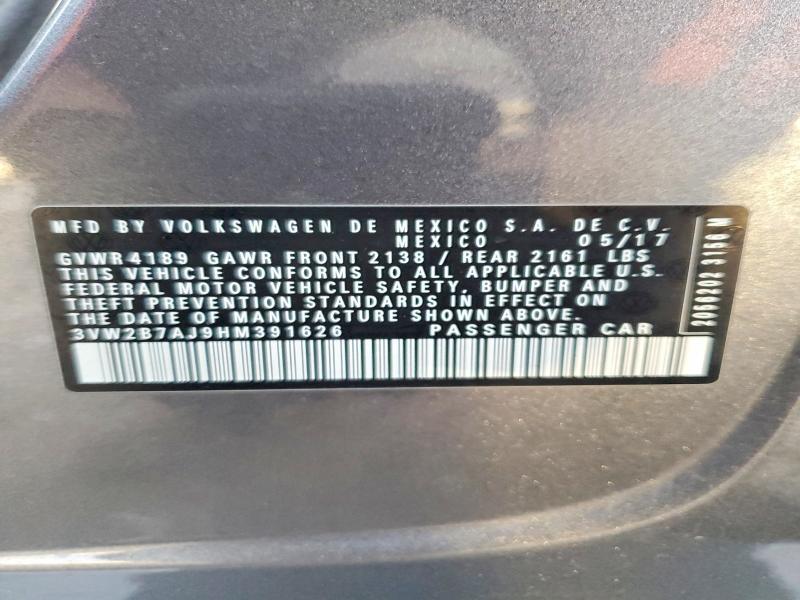 MFD BY VOLKSWAGEN DE MEXICO S.A. DE C.V.
MEXICO 05/17
GVWR 4189 GAWR FRONT 2138 / REAR 2161 LBS
THIS VEHICLE CONFORMS TO ALL APPLICABLE U.S.
FEDERAL MOTOR VEHICLE SAFETY, BUMPER AND
THEFT PREVENTION STANDARDS IN EFFECT ON
THE DATE OF MANUFACTURE SHOWN ABOVE.
3VW2B7AJ9HM391626 PASSENGER CAR
2056202 3156 M